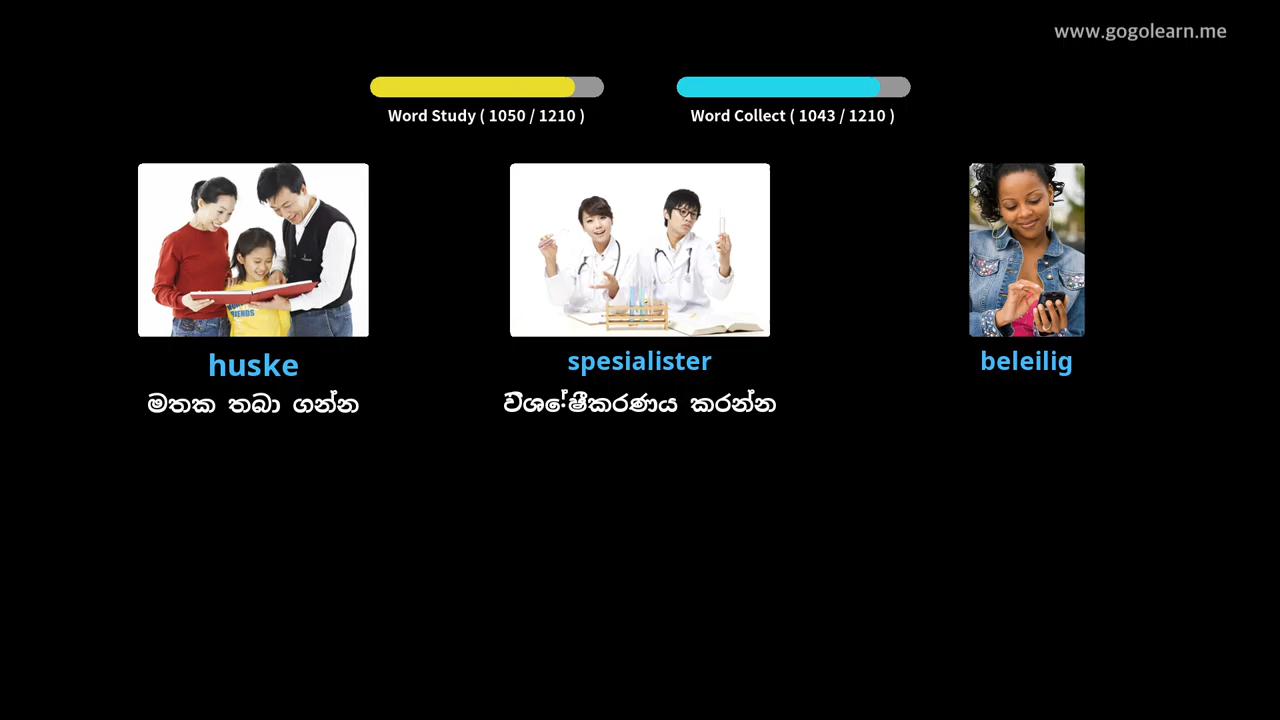 www.gogolearn.me
Word Study ( 1050 / 1210 )
Word Collect ( 1043 / 1210 )
huske
spesialister
beleilig
මතක තබා ගන්න
විශේෂීකරණය කරන්න